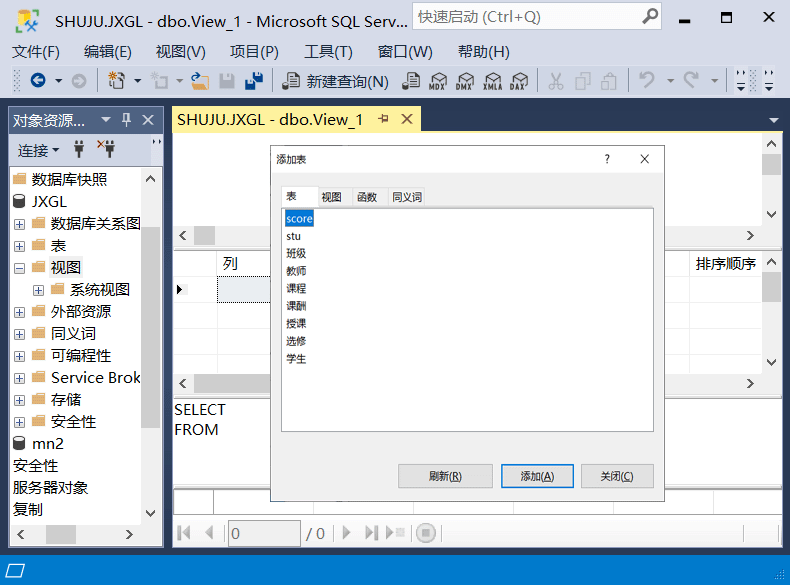 SHUJU.JXGL - dbo.View_1 - Microsoft SQL Serv...
快速启动 (Ctrl+Q)
文件(F) 编辑(E) 视图(V) 项目(P) 工具(T) 窗口(W) 帮助(H)
新建查询(N) MDX DMX XMLA DAX
对象资源...
连接
数据库快照
JXGL
数据库关系图
表
视图
系统视图
外部资源
同义词
可编程性
Service Brok
存储
安全性
mn2
安全性
服务器对象
复制
SHUJU.JXGL - dbo.View_1
列
排序顺序
SELECT
FROM
0 / 0
添加表
?
表 视图 函数 同义词
score
stu
班级
教师
课程
课酬
授课
选修
学生
刷新(R) 添加(A) 关闭(C)